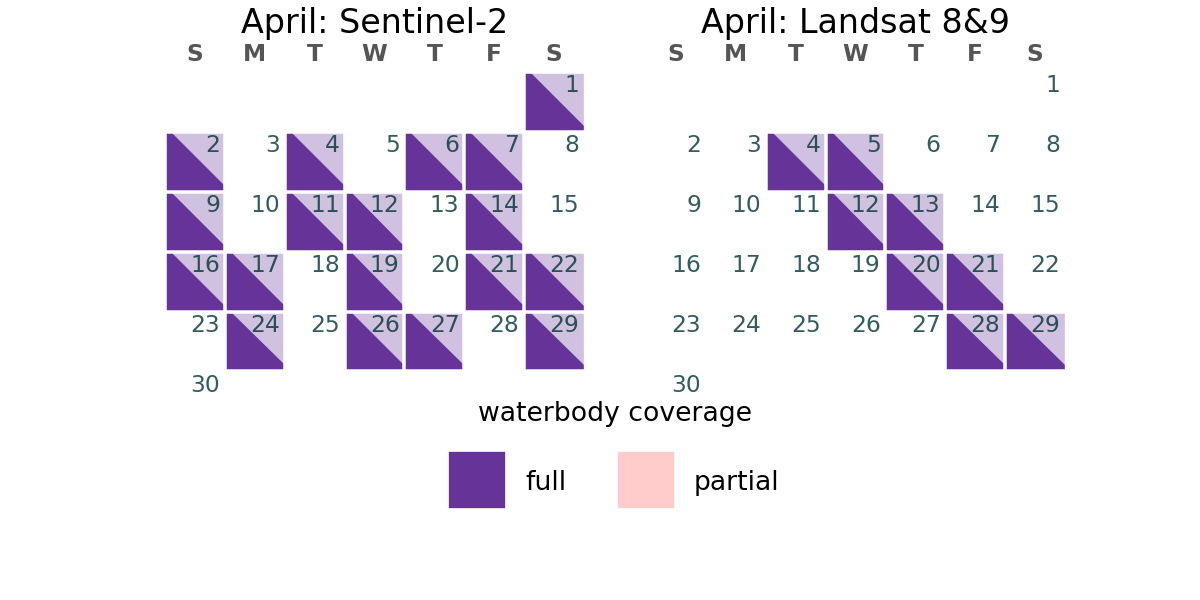 April: Sentinel-2
S M T W T F S
1
2 3 4 5 6 7 8
9 10 11 12 13 14 15
16 17 18 19 20 21 22
23 24 25 26 27 28 29
30
April: Landsat 8&9
S M T W T F S
1
2 3 4 5 6 7 8
9 10 11 12 13 14 15
16 17 18 19 20 21 22
23 24 25 26 27 28 29
30
waterbody coverage
full partial